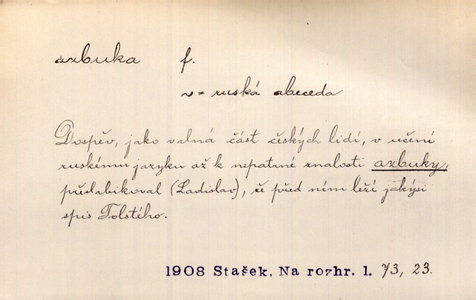 azbuka f.
v = ruská abeceda
Dospěv, jako valná část českých lidí, v učení
ruskému jazyku až k nepatrné znalosti azbuky,
přislabikoval (Ladislav), že před ním leží jakýsi
spis Tolstého.
1908 Stašek. Na rozhr. 1. 73, 23.